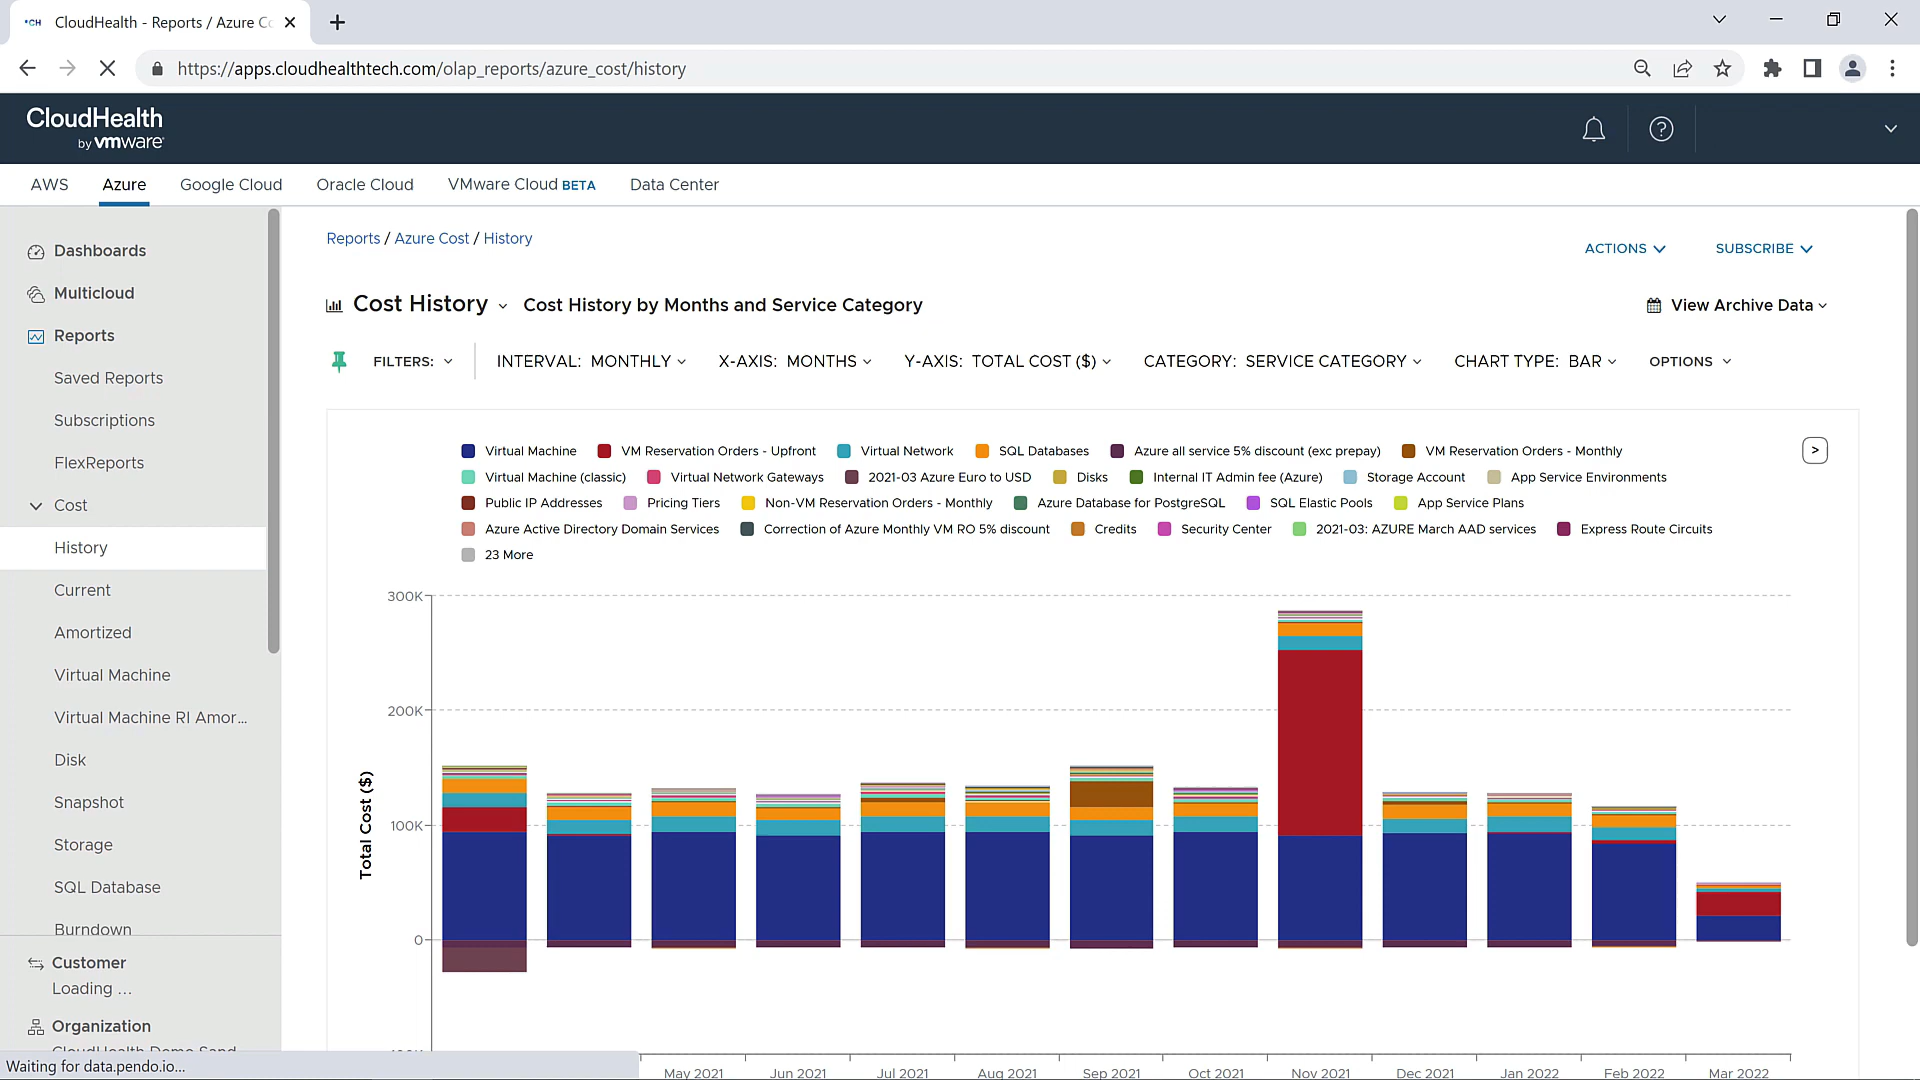 CloudHealth - Reports / Azure Co
https://apps.cloudhealthtech.com/olap_reports/azure_cost/history
CloudHealth
by vmware
AWS Azure Google Cloud Oracle Cloud VMware Cloud BETA Data Center
Dashboards
Multicloud
Reports
Saved Reports
Subscriptions
FlexReports
Cost
History
Current
Amortized
Virtual Machine
Virtual Machine RI Amor...
Disk
Snapshot
Storage
SQL Database
Burndown
Customer
Loading ...
Organization
CloudHealth Demo Sand
Waiting for data.pendo.io...
Reports / Azure Cost / History
ACTIONS SUBSCRIBE
Cost History Cost History by Months and Service Category View Archive Data
FILTERS: INTERVAL: MONTHLY X-AXIS: MONTHS Y-AXIS: TOTAL COST ($) CATEGORY: SERVICE CATEGORY CHART TYPE: BAR OPTIONS
Virtual Machine VM Reservation Orders - Upfront Virtual Network SQL Databases Azure all service 5% discount (exc prepay) VM Reservation Orders - Monthly >
Virtual Machine (classic) Virtual Network Gateways 2021-03 Azure Euro to USD Disks Internal IT Admin fee (Azure) Storage Account App Service Environments
Public IP Addresses Pricing Tiers Non-VM Reservation Orders - Monthly Azure Database for PostgreSQL SQL Elastic Pools App Service Plans
Azure Active Directory Domain Services Correction of Azure Monthly VM RO 5% discount Credits Security Center 2021-03: AZURE March AAD services Express Route Circuits
23 More
300K
200K
100K
0
Total Cost ($)
May 2021 Jun 2021 Jul 2021 Aug 2021 Sep 2021 Oct 2021 Nov 2021 Dec 2021 Jan 2022 Feb 2022 Mar 2022